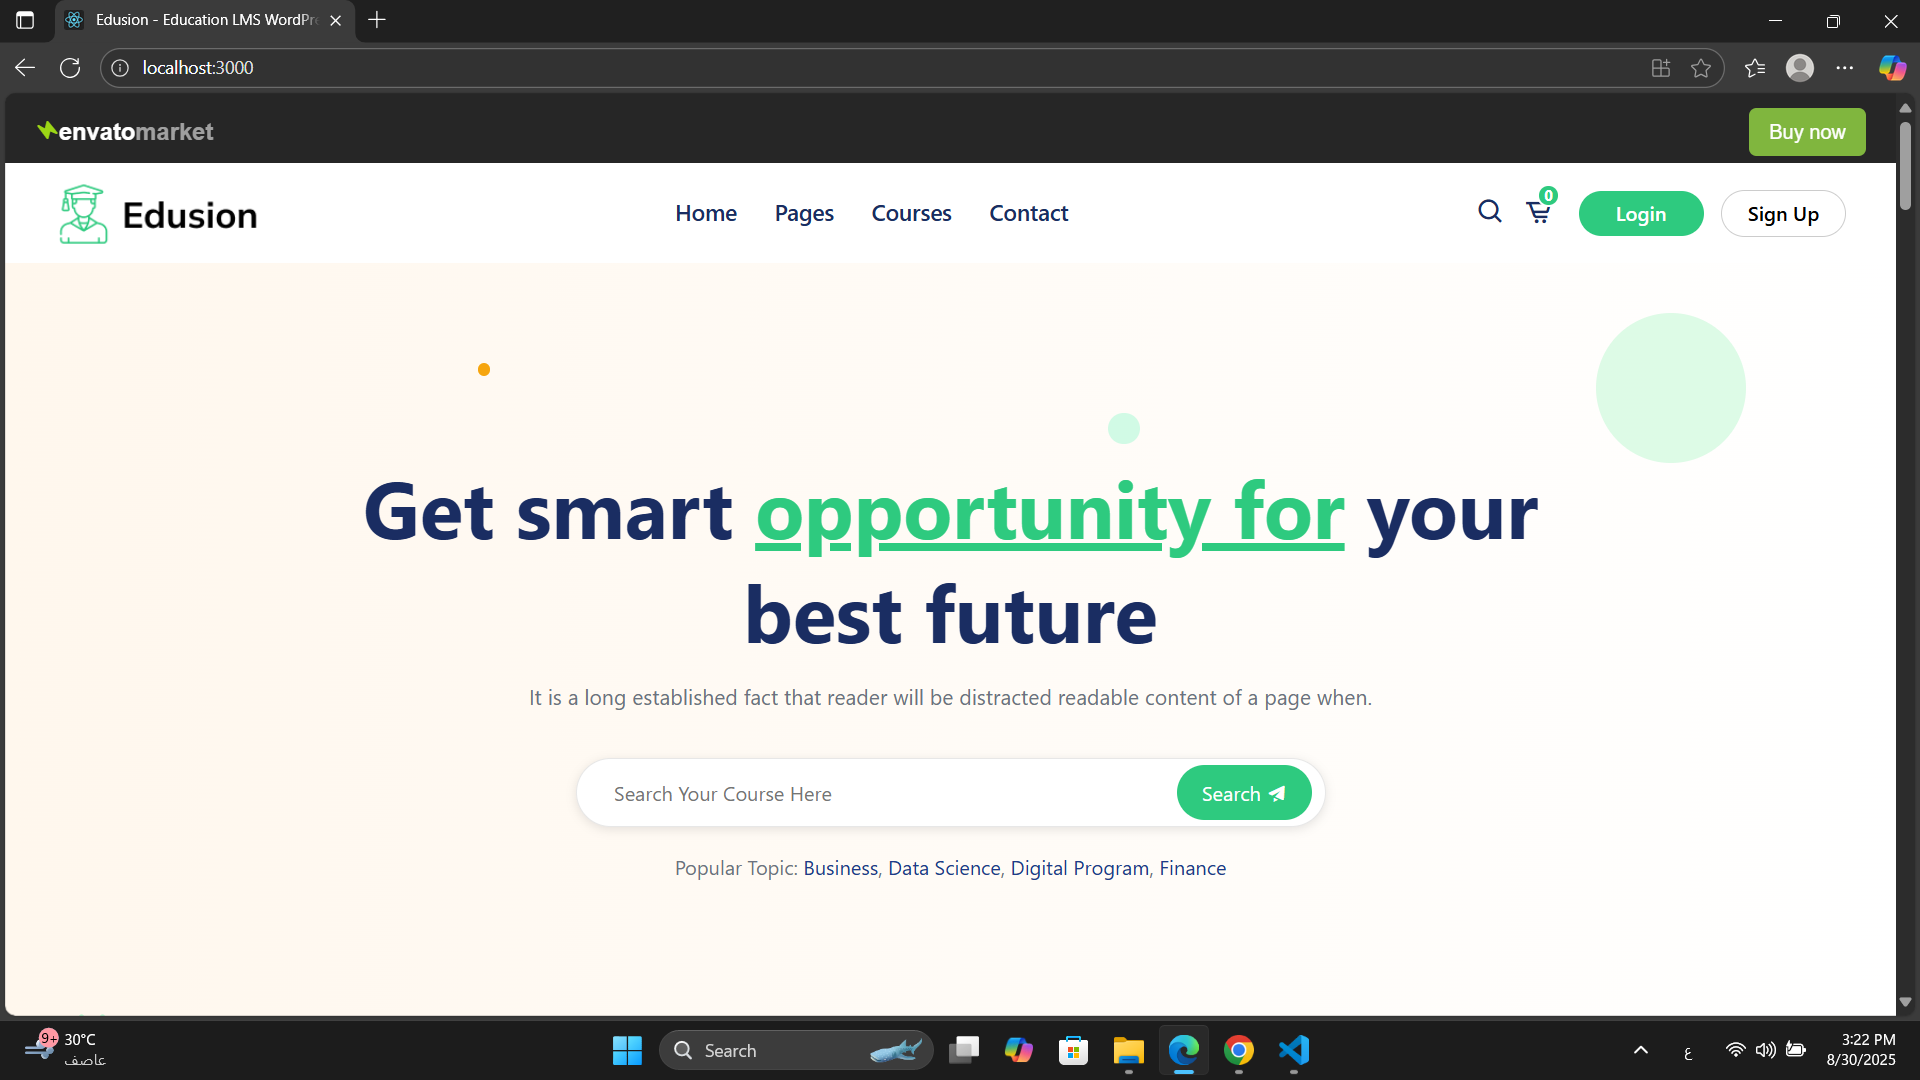 Edusion - Education LMS WordPre
localhost:3000
envatomarket
Buy now
Edusion
Home Pages Courses Contact
0
Login
Sign Up
Get smart opportunity for your
best future
It is a long established fact that reader will be distracted readable content of a page when.
Search Your Course Here
Search
Popular Topic: Business, Data Science, Digital Program, Finance
9+
30°C
عاصف
Search
ع
3:22 PM
8/30/2025